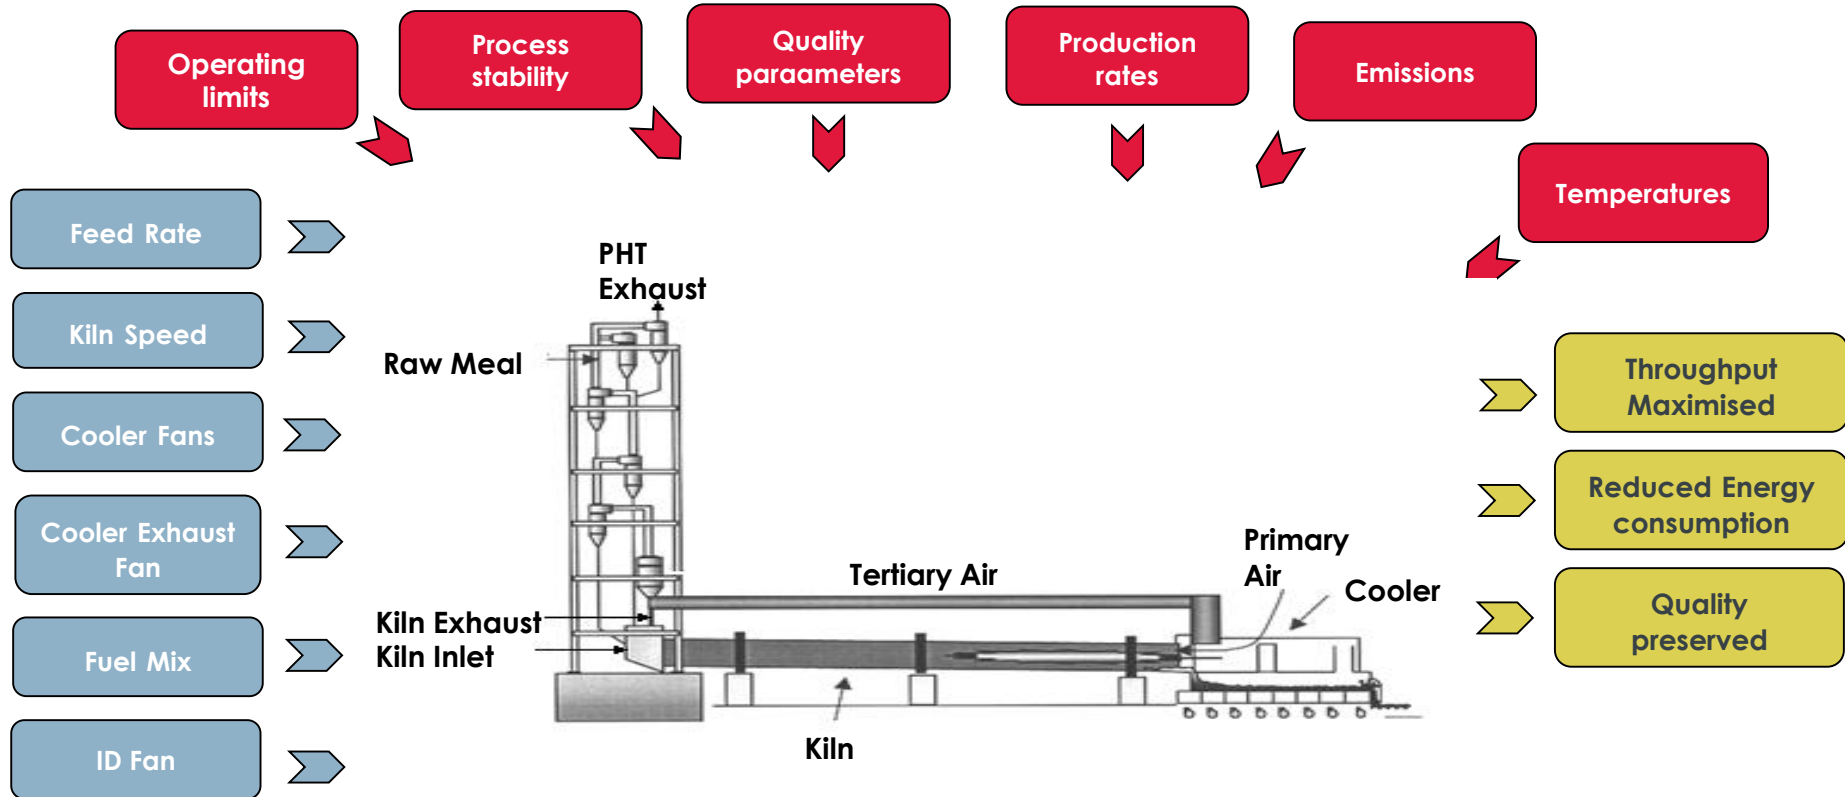 Operating
limits
Process
stability
Quality
paraameters
Production
rates
Emissions
Temperatures
Feed Rate
Kiln Speed
Cooler Fans
Cooler Exhaust
Fan
Fuel Mix
ID Fan
PHT
Exhaust
Raw Meal
Kiln Exhaust
Kiln Inlet
Tertiary Air
Primary
Air
Cooler
Kiln
Throughput
Maximised
Reduced Energy
consumption
Quality
preserved